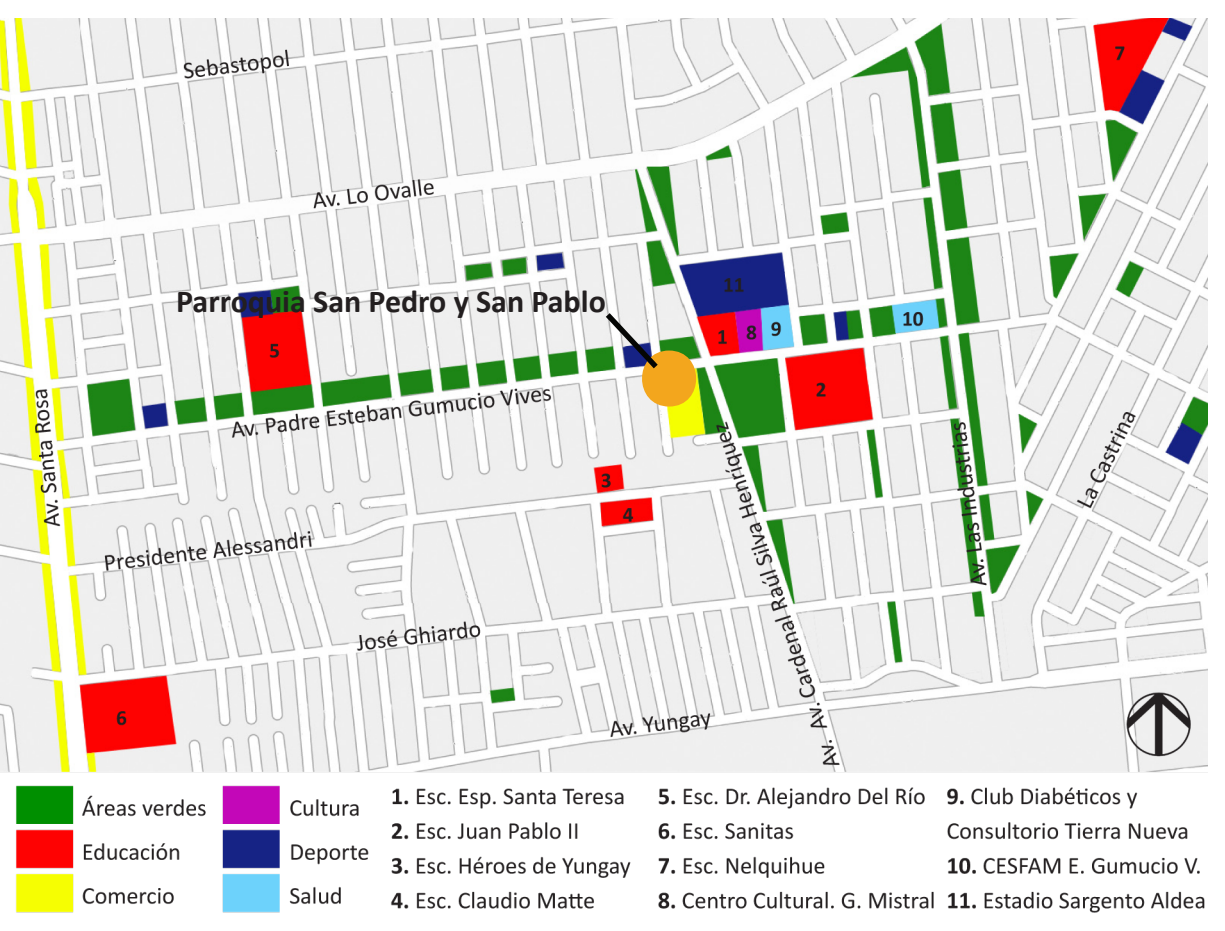 Sebastopol
7
Av. Lo Ovalle
11
Parroquia San Pedro y San Pablo
10
1
8
9
5
2
Av. Padre Esteban Gumucio Vives
Av. Santa Rosa
Av. Cardenal Raúl Silva Henríquez
Av. Las Industrias
La Castrina
3
4
Presidente Alessandri
José Ghiardo
6
Av. Yungay
Av.
Áreas verdes
Educación
Comercio
Cultura
Deporte
Salud
1. Esc. Esp. Santa Teresa
2. Esc. Juan Pablo II
3. Esc. Héroes de Yungay
4. Esc. Claudio Matte
5. Esc. Dr. Alejandro Del Río
6. Esc. Sanitas
7. Esc. Nelquihue
8. Centro Cultural. G. Mistral
9. Club Diabéticos y
Consultorio Tierra Nueva
10. CESFAM E. Gumucio V.
11. Estadio Sargento Aldea